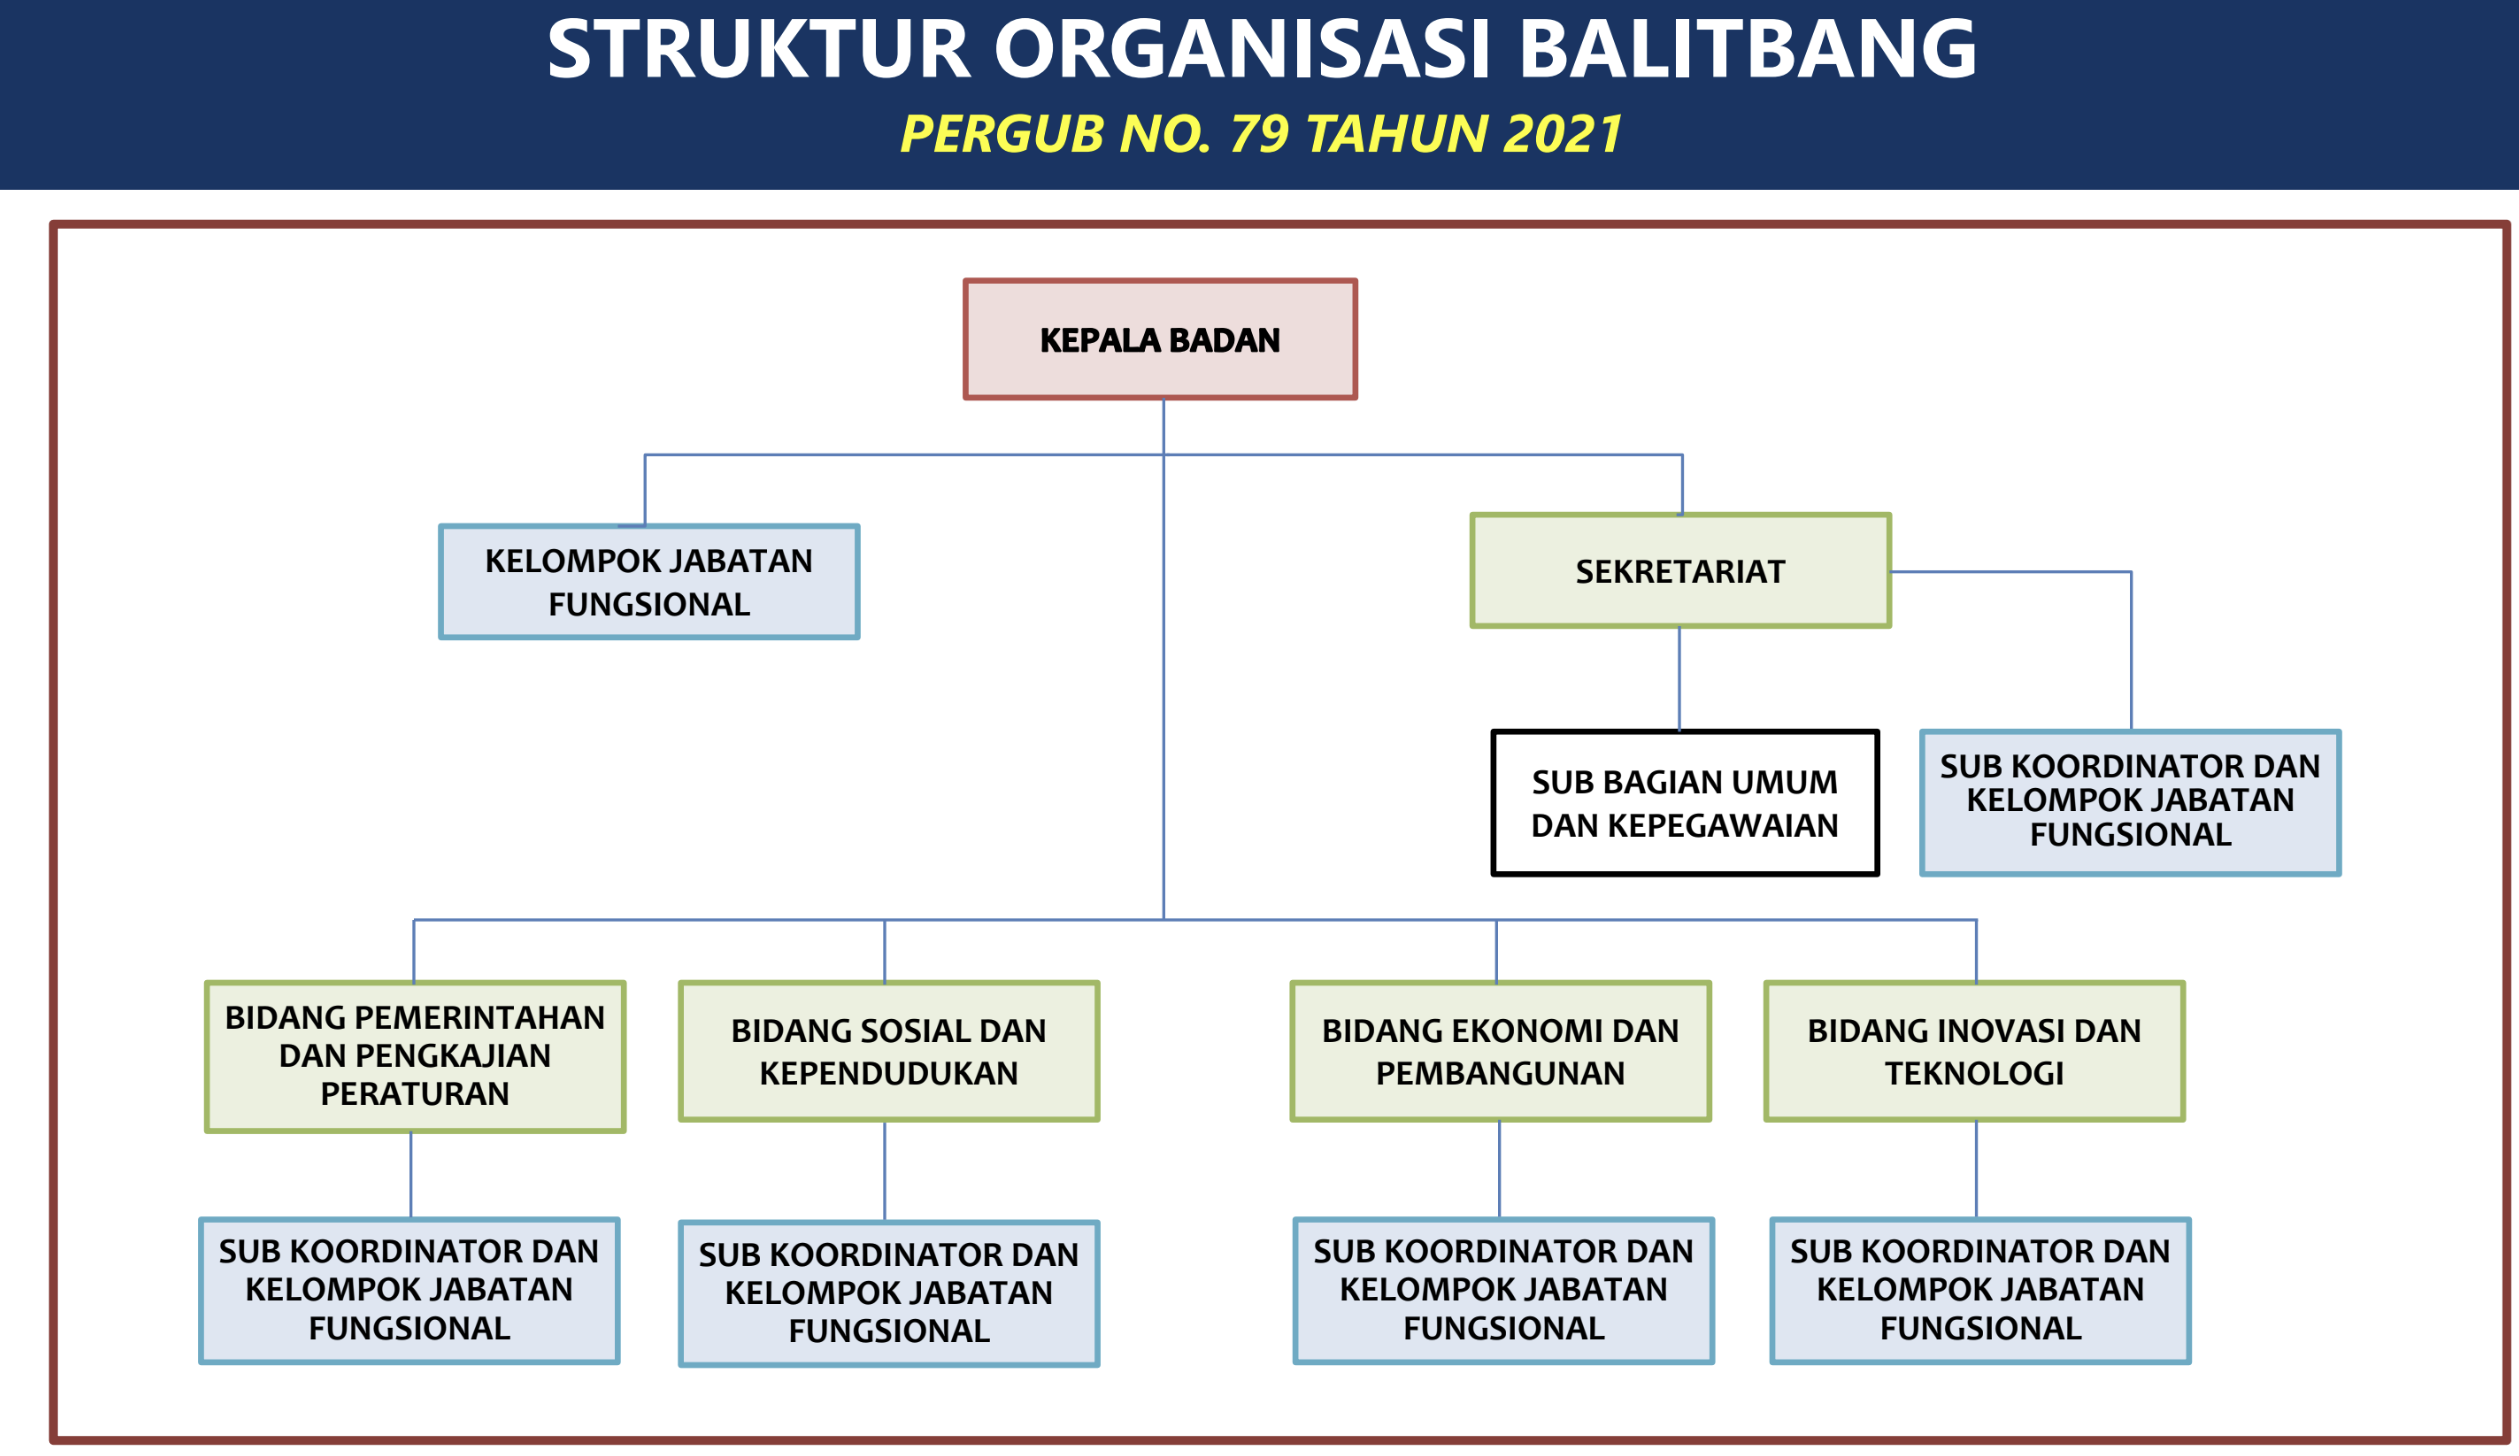 STRUKTUR ORGANISASI BALITBANG
PERGUB NO. 79 TAHUN 2021
KEPALA BADAN
KELOMPOK JABATAN
FUNGSIONAL
SEKRETARIAT
SUB BAGIAN UMUM
DAN KEPEGAWAIAN
SUB KOORDINATOR DAN
KELOMPOK JABATAN
FUNGSIONAL
BIDANG PEMERINTAHAN
DAN PENGKAJIAN
PERATURAN
BIDANG SOSIAL DAN
KEPENDUDUKAN
BIDANG EKONOMI DAN
PEMBANGUNAN
BIDANG INOVASI DAN
TEKNOLOGI
SUB KOORDINATOR DAN
KELOMPOK JABATAN
FUNGSIONAL
SUB KOORDINATOR DAN
KELOMPOK JABATAN
FUNGSIONAL
SUB KOORDINATOR DAN
KELOMPOK JABATAN
FUNGSIONAL
SUB KOORDINATOR DAN
KELOMPOK JABATAN
FUNGSIONAL